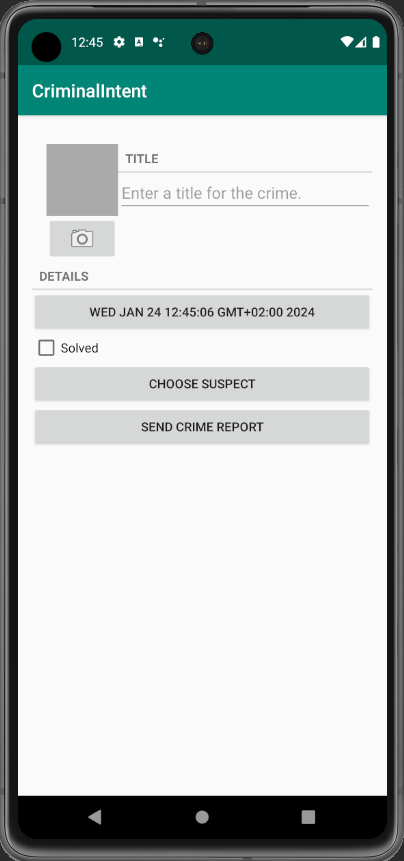 12:45
CriminalIntent
TITLE
Enter a title for the crime.
DETAILS
WED JAN 24 12:45:06 GMT+02:00 2024
Solved
CHOOSE SUSPECT
SEND CRIME REPORT